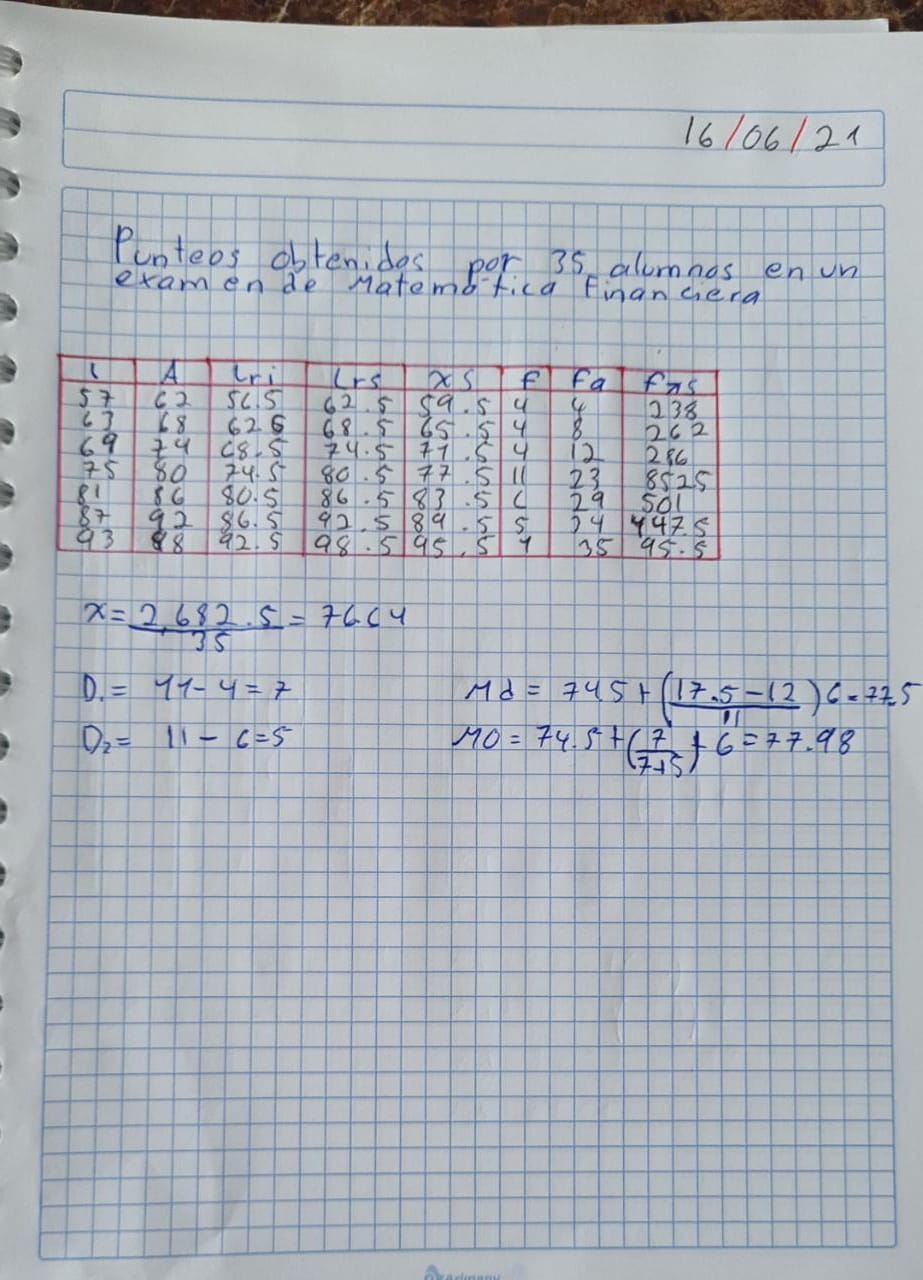 16/06/21
Punteos obtenidos por 35 alumnos en un
examen de Matemática Financiera
L A Lri Lrs xs F Fa Fxs
57 62 56.5 62.5 59.5 4 4 238
63 68 626 68.5 65.5 4 8 262
69 74 68.5 74.5 71.5 4 12 286
75 80 74.5 80.5 77.5 11 23 8525
81 86 80.5 86.5 83.5 6 29 501
87 92 86.5 92.5 89.5 5 34 447.5
93 98 92.5 98.5 95.5 1 35 95.5
x= 2,682.5 = 76.64
35
D1= 11-4=7 Md = 74.5+(17.5-12)6=77.5
11
D2= 11-6=5 MO=74.5+(7)+6=77.98
7+5